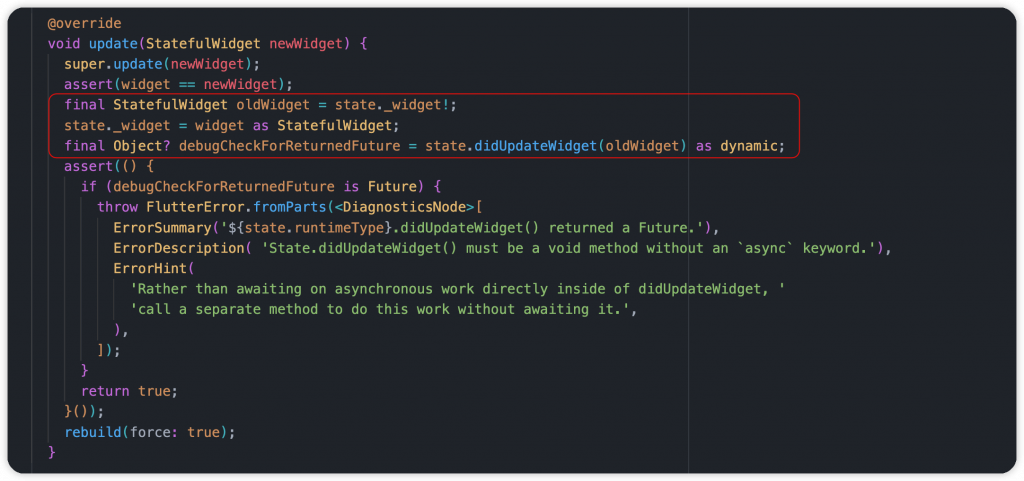 @override
void update(StatefulWidget newWidget) {
super.update(newWidget);
assert(widget == newWidget);
final StatefulWidget oldWidget = state._widget!;
state._widget = widget as StatefulWidget;
final Object? debugCheckForReturnedFuture = state.didUpdateWidget(oldWidget) as dynamic;
assert(() {
if (debugCheckForReturnedFuture is Future) {
throw FlutterError.fromParts(<DiagnosticsNode>[
ErrorSummary('${state.runtimeType}.didUpdateWidget() returned a Future.'),
ErrorDescription( 'State.didUpdateWidget() must be a void method without an `async` keyword.'),
ErrorHint(
'Rather than awaiting on asynchronous work directly inside of didUpdateWidget, '
'call a separate method to do this work without awaiting it.',
),
]);
}
return true;
}());
rebuild(force: true);
}